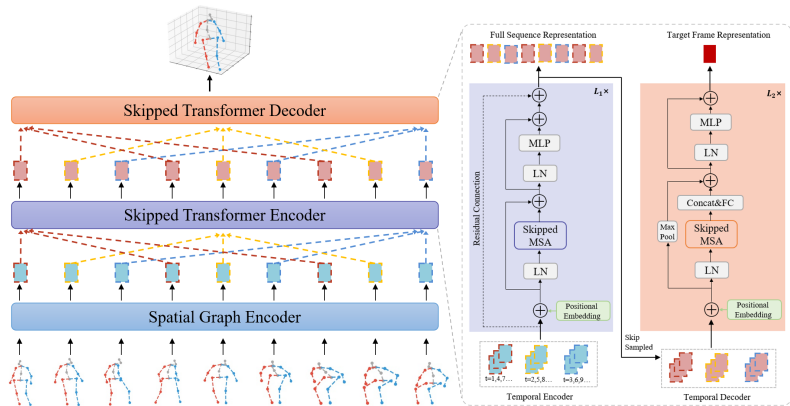 Skipped Transformer Decoder
Skipped Transformer Encoder
Spatial Graph Encoder
Full Sequence Representation
L₁×
MLP
LN
Skipped
MSA
LN
Residual Connection
Positional
Embedding
t=1,4,7...
t=2,5,8...
t=3,6,9...
Temporal Encoder
Skip
Sampled
Target Frame Representation
L₂×
MLP
LN
Concat&FC
Max
Pool
Skipped
MSA
LN
Positional
Embedding
Temporal Decoder